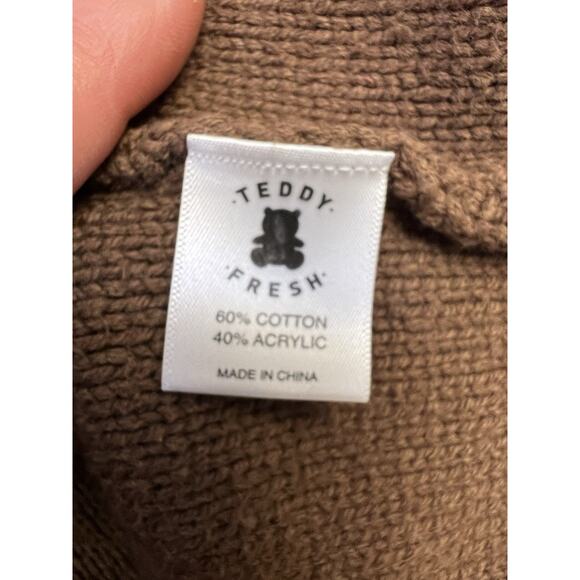 ·TEDDY·
·FRESH·
60% COTTON
40% ACRYLIC
MADE IN CHINA